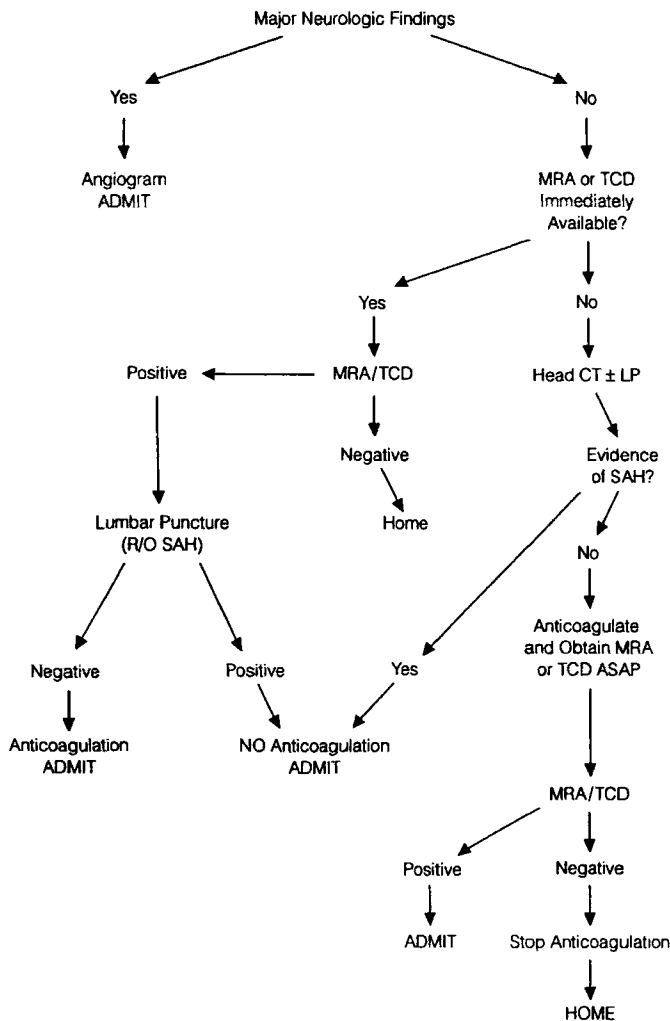 Major Neurologic Findings
Yes
No
Angiogram
ADMIT
MRA or TCD
Immediately
Available?
Yes
No
Positive
MRA/TCD
Head CT ± LP
Negative
Evidence
of SAH?
Lumbar Puncture
(R/O SAH)
Home
No
Anticoagulate
and Obtain MRA
or TCD ASAP
Negative
Positive
Yes
Anticoagulation
ADMIT
NO Anticoagulation
ADMIT
MRA/TCD
Positive
Negative
ADMIT
Stop Anticoagulation
HOME